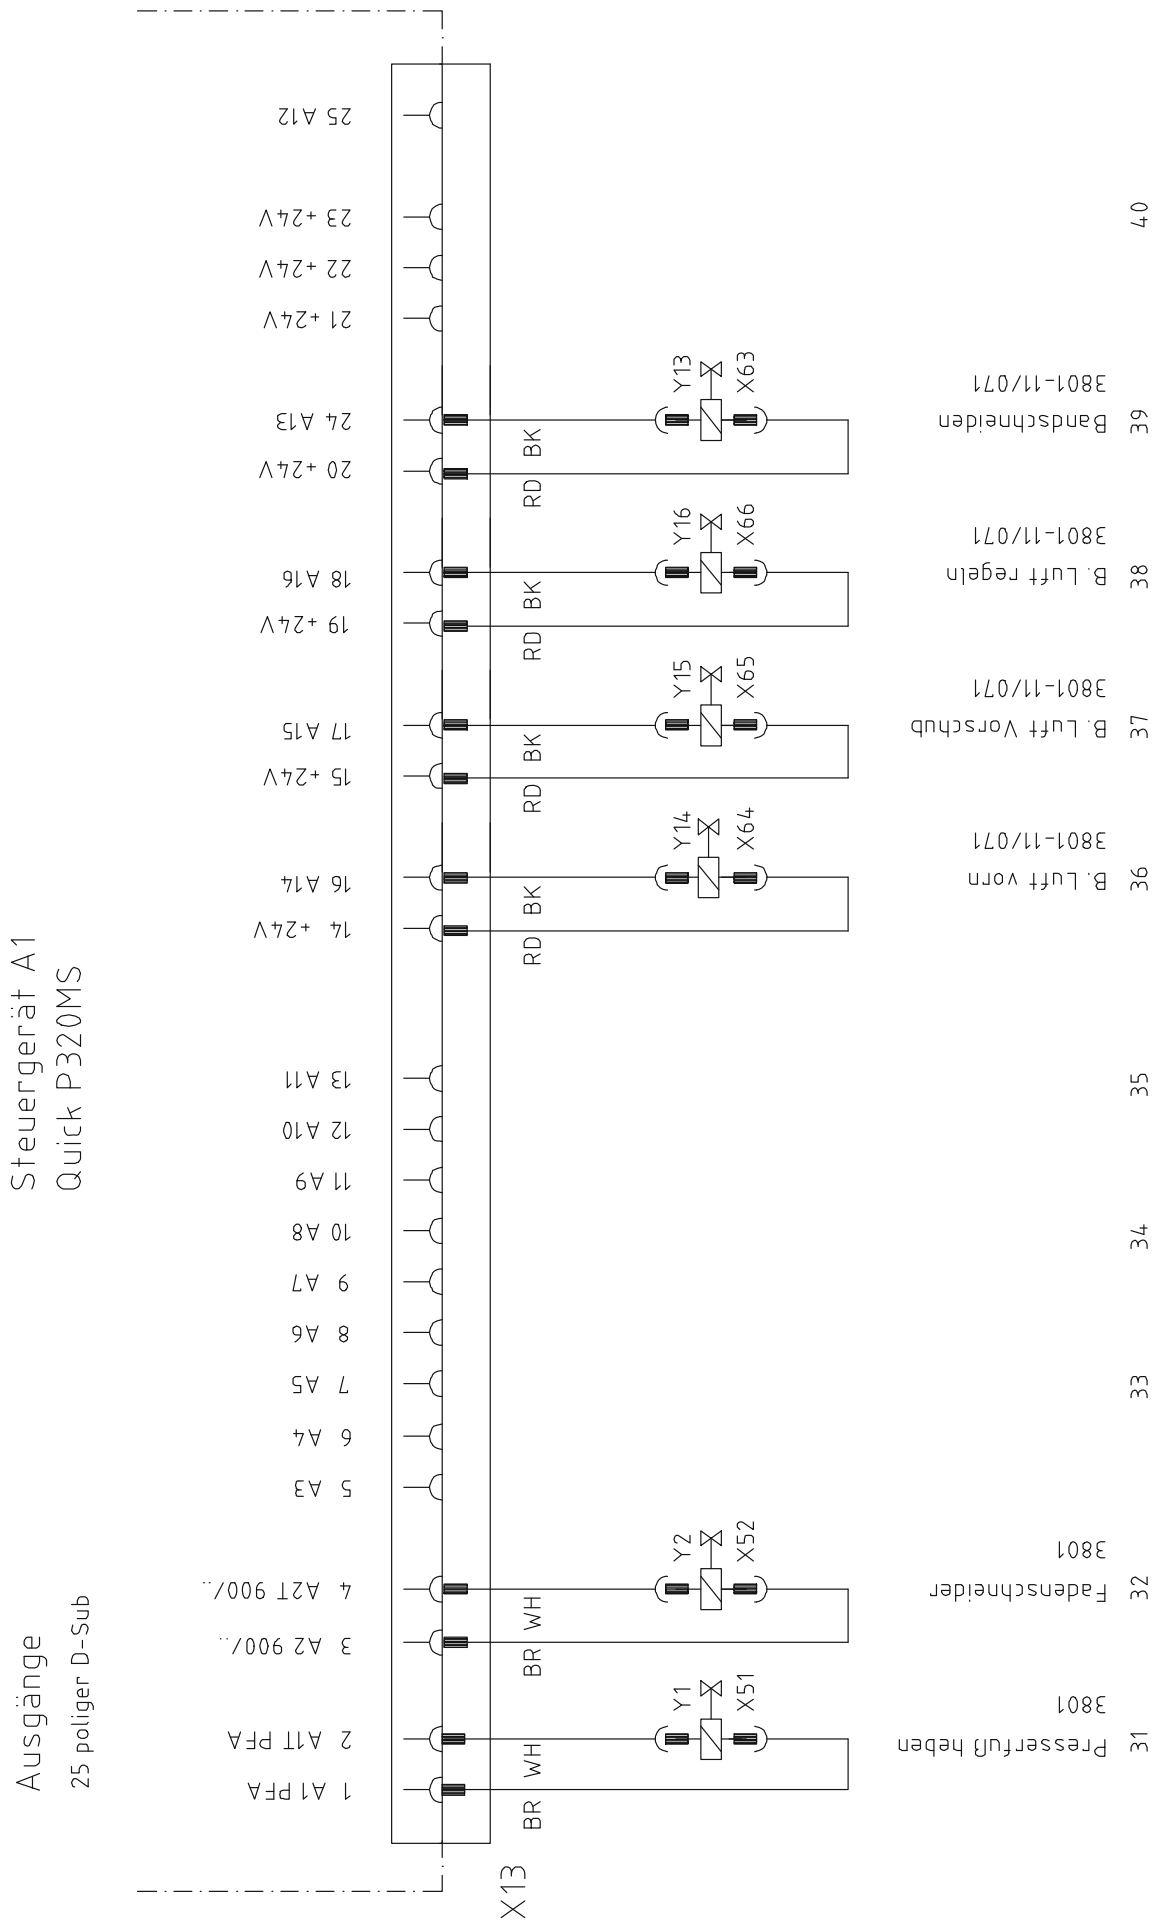 Steuergerät A1
Quick P320MS
Ausgänge
25 poliger D-Sub
X13
1 A1 PFA
2 A1T PFA
3 A2 900/..
4 A2T 900/..
5 A3
6 A4
7 A5
8 A6
9 A7
10 A8
11 A9
12 A10
13 A11
14 +24V
16 A14
15 +24V
17 A15
19 +24V
18 A16
20 +24V
24 A13
21 +24V
22 +24V
23 +24V
25 A12
BR
WH
BR
WH
RD
BK
RD
BK
RD
BK
RD
BK
Y1
X51
Y2
X52
Y14
X64
Y15
X65
Y16
X66
Y13
X63
Presserfuß heben
3801
Fadenschneider
3801
B. Luft vorn
3801-11/071
B. Luft Vorschub
3801-11/071
B. Luft regeln
3801-11/071
Bandschneiden
3801-11/071
31
32
33
34
35
36
37
38
39
40